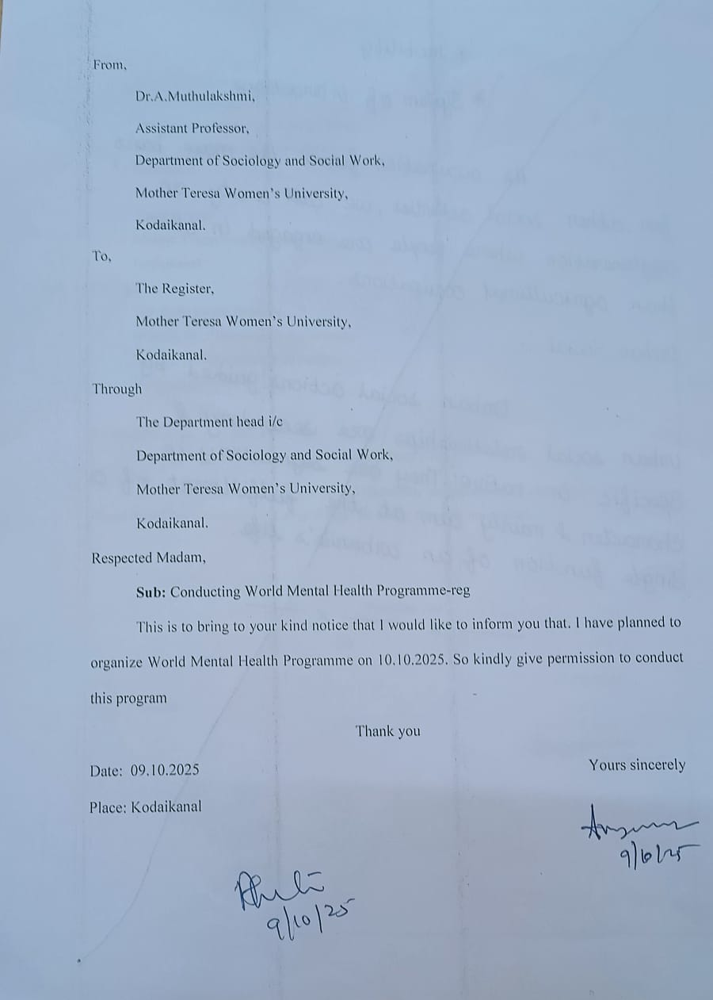 From,
Dr.A.Muthulakshmi,
Assistant Professor,
Department of Sociology and Social Work,
Mother Teresa Women's University,
Kodaikanal.
To,
The Register,
Mother Teresa Women's University,
Kodaikanal.
Through
The Department head i/c
Department of Sociology and Social Work,
Mother Teresa Women's University,
Kodaikanal.
Respected Madam,
Sub: Conducting World Mental Health Programme-reg
This is to bring to your kind notice that I would like to inform you that. I have planned to
organize World Mental Health Programme on 10.10.2025. So kindly give permission to conduct
this program
Thank you
Yours sincerely
Date: 09.10.2025
Place: Kodaikanal
9/10/25